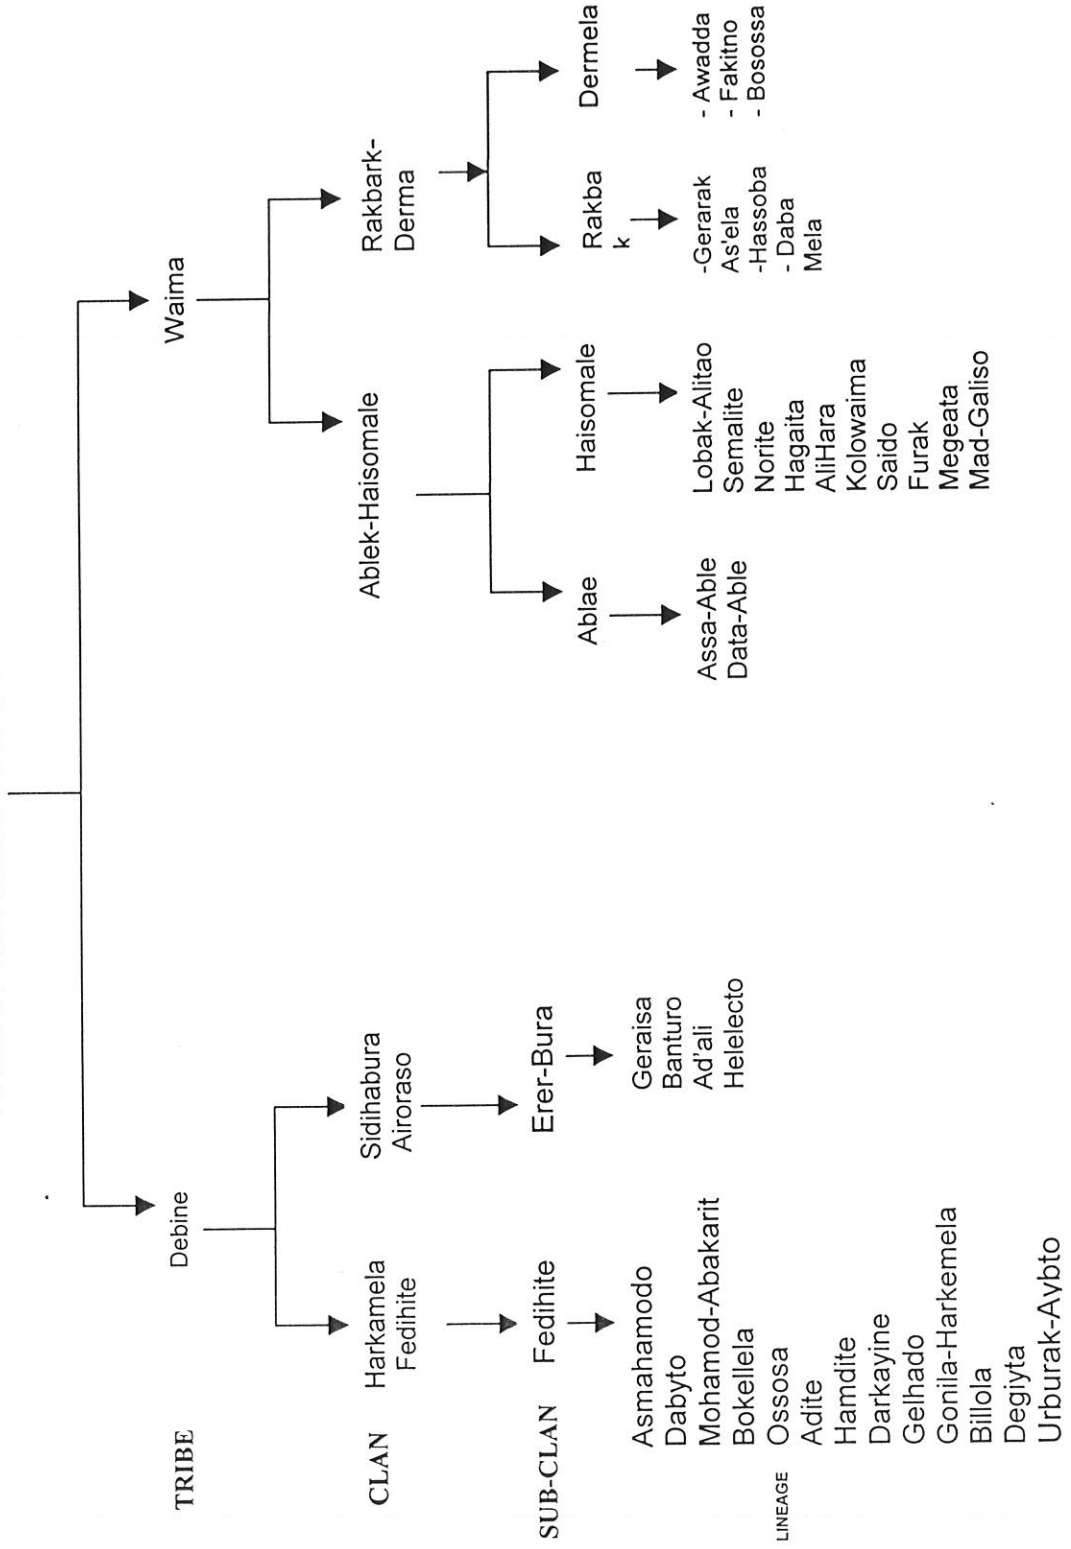 TRIBE
Debine
Waima
CLAN
Harkamela
Fedihite
Sidihabura
Airoraso
Ablek-Haisomale
Rakbark-
Derma
SUB-CLAN
Fedihite
Erer-Bura
Ablae
Haisomale
Rakba
k
Dermela
LINEAGE
Asmahamodo
Dabyto
Mohamod-Abakarit
Bokellela
Ossosa
Adite
Hamdite
Darkayine
Gelhado
Gonila-Harkemela
Billola
Degiyta
Urburak-Aybto
Geraisa
Banturo
Ad'ali
Helelecto
Assa-Able
Data-Able
Lobak-Alitao
Semalite
Norite
Hagaita
AliHara
Kolowaima
Saido
Furak
Megeata
Mad-Galiso
-Gerarak
As'ela
-Hassoba
- Daba
Mela
- Awadda
- Fakitno
- Bosossa